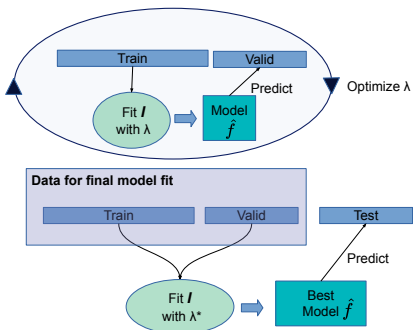 Train
Valid
Predict
Optimize λ
Fit I
with λ
Model
f̂
Data for final model fit
Train
Valid
Test
Predict
Fit I
with λ*
Best
Model f̂